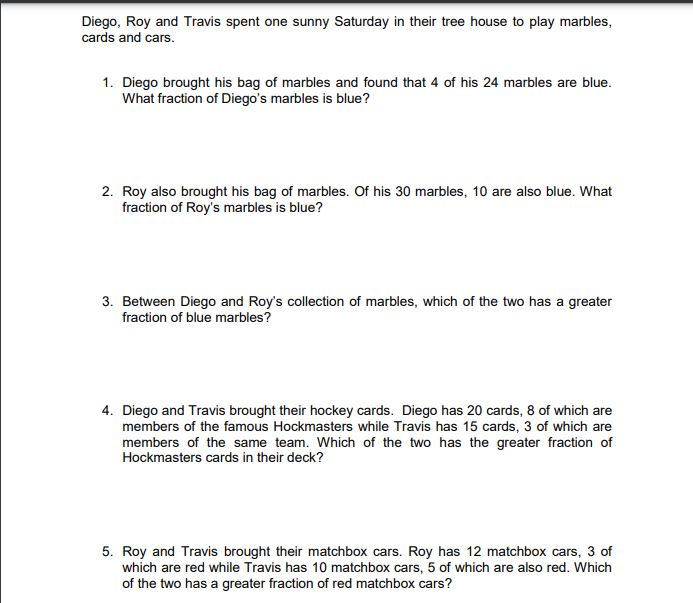 Diego, Roy and Travis spent one sunny Saturday in their tree house to play marbles,
cards and cars.
1. Diego brought his bag of marbles and found that 4 of his 24 marbles are blue.
What fraction of Diego's marbles is blue?
2. Roy also brought his bag of marbles. Of his 30 marbles, 10 are also blue. What
fraction of Roy's marbles is blue?
3. Between Diego and Roy's collection of marbles, which of the two has a greater
fraction of blue marbles?
4. Diego and Travis brought their hockey cards. Diego has 20 cards, 8 of which are
members of the famous Hockmasters while Travis has 15 cards, 3 of which are
members of the same team. Which of the two has the greater fraction of
Hockmasters cards in their deck?
5. Roy and Travis brought their matchbox cars. Roy has 12 matchbox cars, 3 of
which are red while Travis has 10 matchbox cars, 5 of which are also red. Which
of the two has a greater fraction of red matchbox cars?